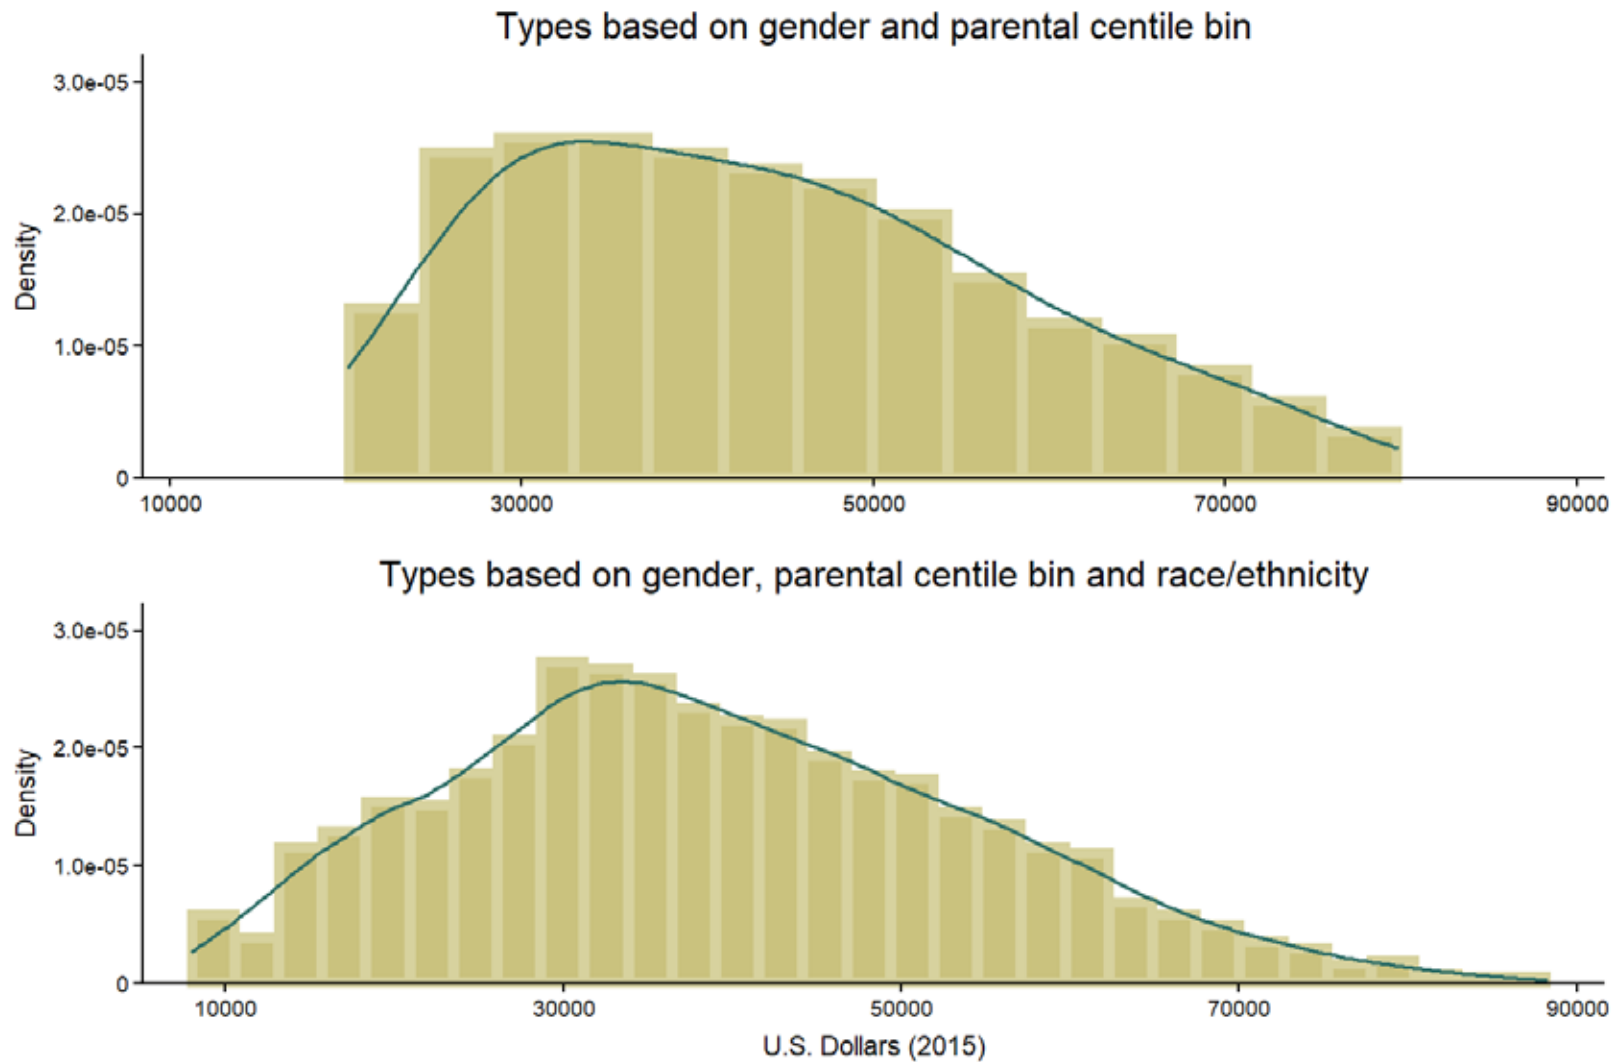 Types based on gender and parental centile bin
3.0e-05
2.0e-05
1.0e-05
0
Density
10000 30000 50000 70000 90000
Types based on gender, parental centile bin and race/ethnicity
3.0e-05
2.0e-05
1.0e-05
0
Density
10000 30000 50000 70000 90000
U.S. Dollars (2015)